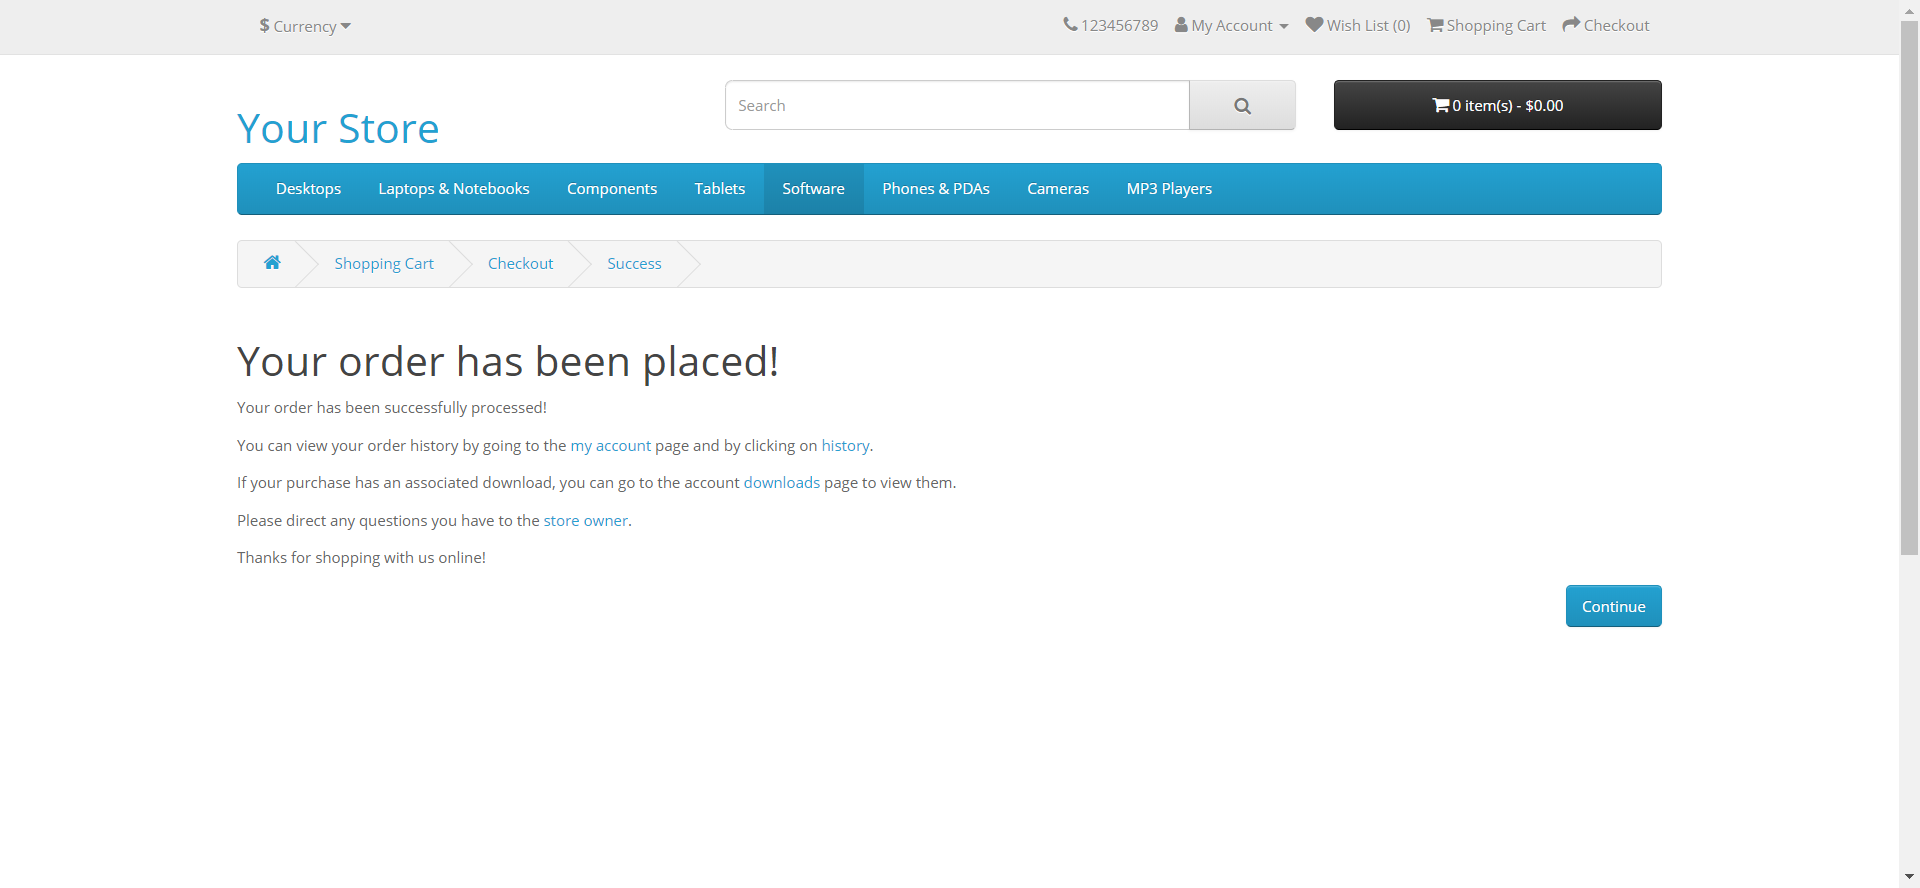 $ Currency
123456789 My Account Wish List (0) Shopping Cart Checkout
Your Store
Search
0 item(s) - $0.00
Desktops Laptops & Notebooks Components Tablets Software Phones & PDAs Cameras MP3 Players
Shopping Cart Checkout Success
Your order has been placed!
Your order has been successfully processed!
You can view your order history by going to the my account page and by clicking on history.
If your purchase has an associated download, you can go to the account downloads page to view them.
Please direct any questions you have to the store owner.
Thanks for shopping with us online!
Continue